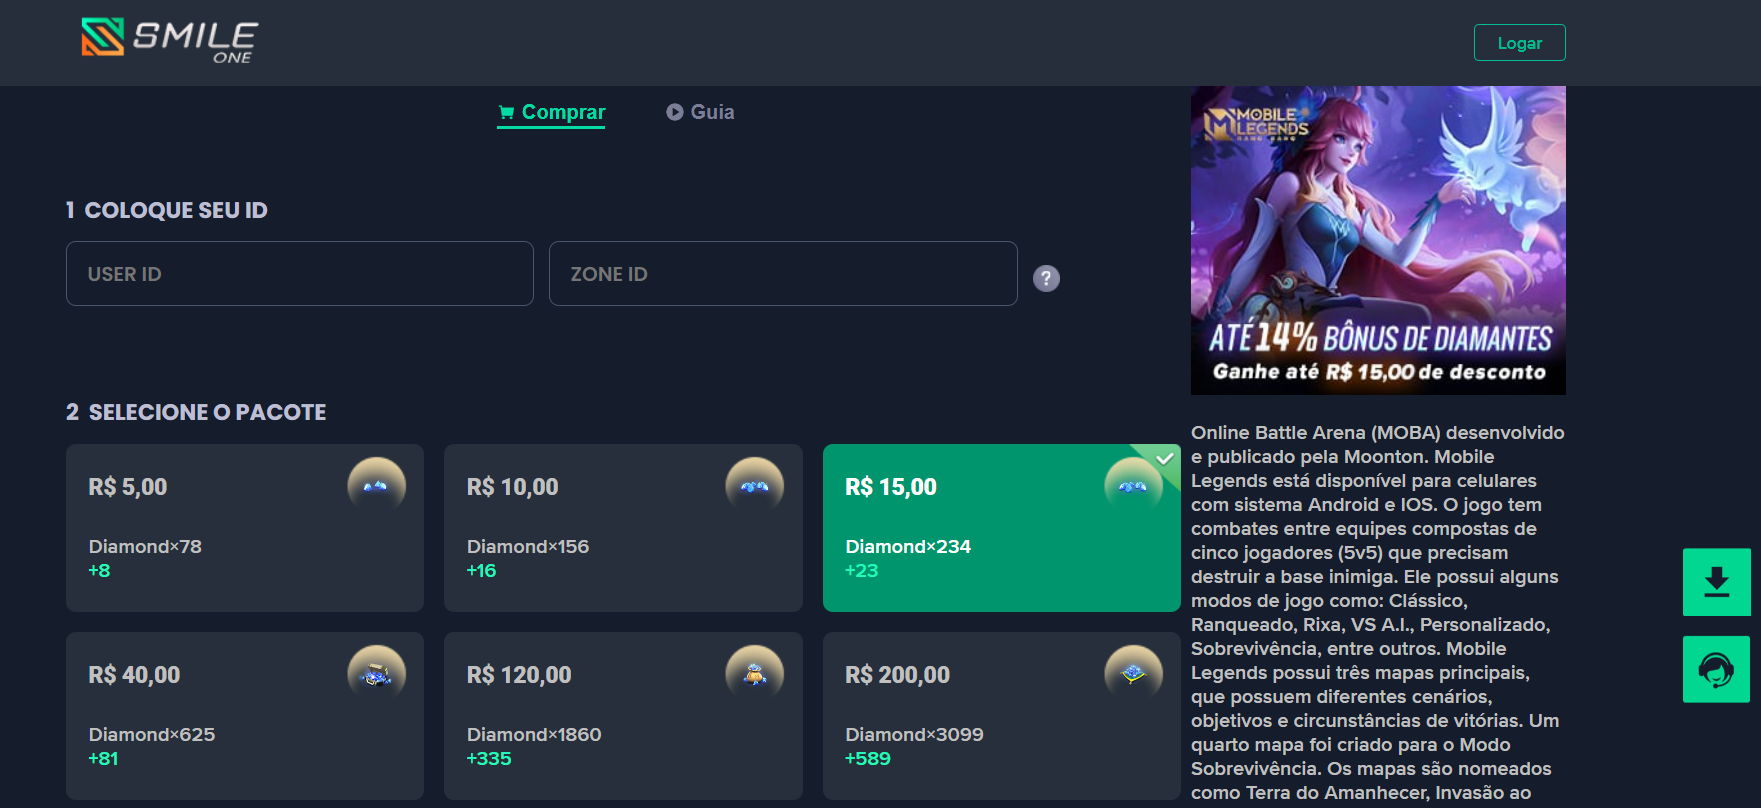 SMILE
ONE
Logar
Comprar
Guia
1 COLOQUE SEU ID
USER ID
ZONE ID
?
2 SELECIONE O PACOTE
R$ 5,00
Diamond×78
+8
R$ 10,00
Diamond×156
+16
R$ 15,00
Diamond×234
+23
R$ 40,00
Diamond×625
+81
R$ 120,00
Diamond×1860
+335
R$ 200,00
Diamond×3099
+589
MOBILE
LEGENDS
BANG BANG
ATÉ 14% BÔNUS DE DIAMANTES
Ganhe até R$ 15,00 de desconto
Online Battle Arena (MOBA) desenvolvido
e publicado pela Moonton. Mobile
Legends está disponível para celulares
com sistema Android e IOS. O jogo tem
combates entre equipes compostas de
cinco jogadores (5v5) que precisam
destruir a base inimiga. Ele possui alguns
modos de jogo como: Clássico,
Ranqueado, Rixa, VS A.I., Personalizado,
Sobrevivência, entre outros. Mobile
Legends possui três mapas principais,
que possuem diferentes cenários,
objetivos e circunstâncias de vitórias. Um
quarto mapa foi criado para o Modo
Sobrevivência. Os mapas são nomeados
como Terra do Amanhecer, Invasão ao